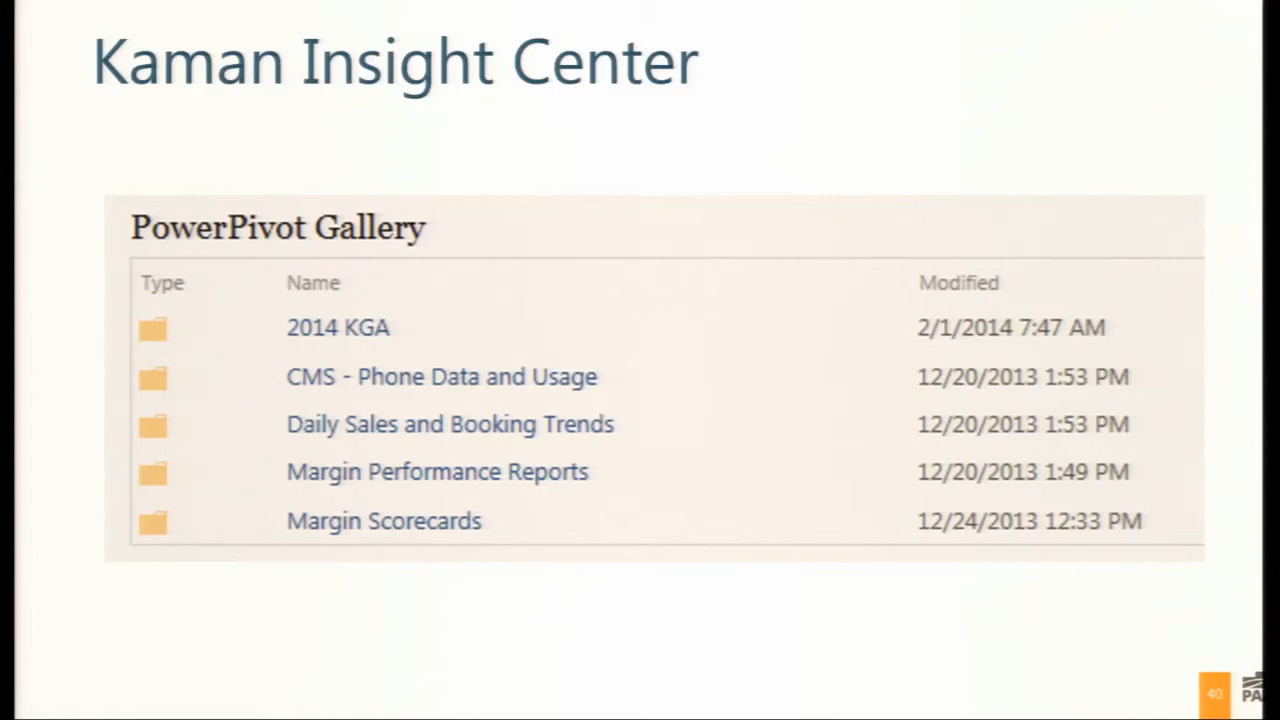 Kaman Insight Center
PowerPivot Gallery
Type Name Modified
2014 KGA 2/1/2014 7:47 AM
CMS - Phone Data and Usage 12/20/2013 1:53 PM
Daily Sales and Booking Trends 12/20/2013 1:53 PM
Margin Performance Reports 12/20/2013 1:49 PM
Margin Scorecards 12/24/2013 12:33 PM
40